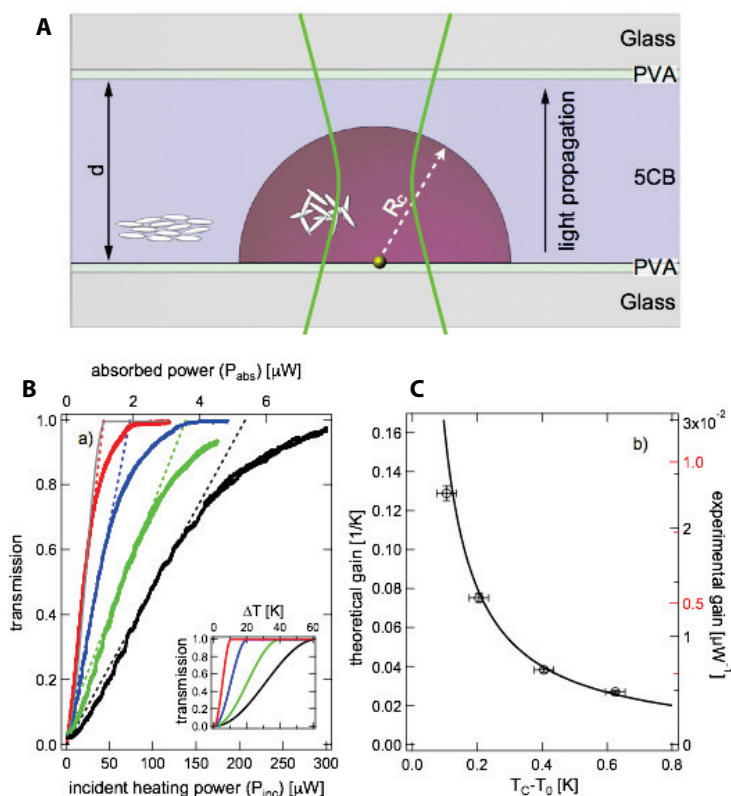 A
Glass
PVA
d
light propagation
R_C
5CB
PVA
Glass
B
absorbed power (P_abs) [µW]
0 2 4 6
a)
transmission
1.0
0.8
0.6
0.4
0.2
0.0
ΔT [K]
0 20 40 60
transmission
1.0
0.8
0.6
0.4
0.2
0.0
0 50 100 150 200 250 300
incident heating power (P_inc) [µW]
C
b)
theoretical gain [1/K]
0.16
0.14
0.12
0.10
0.08
0.06
0.04
0.02
0.00
3x10⁻²
1.0
2
0.5
1
0
experimental gain [µW⁻¹]
0.0 0.2 0.4 0.6 0.8
T_C-T_0 [K]